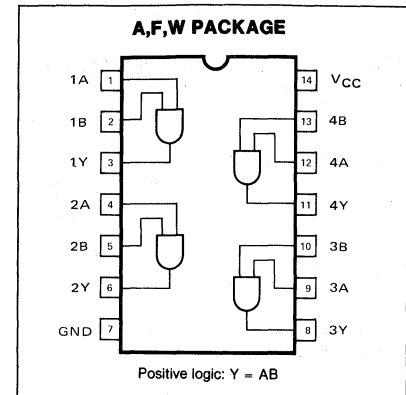 A,F,W PACKAGE
1A 1 14 VCC
1B 2 13 4B
1Y 3 12 4A
2A 4 11 4Y
2B 5 10 3B
2Y 6 9 3A
GND 7 8 3Y
Positive logic: Y = AB